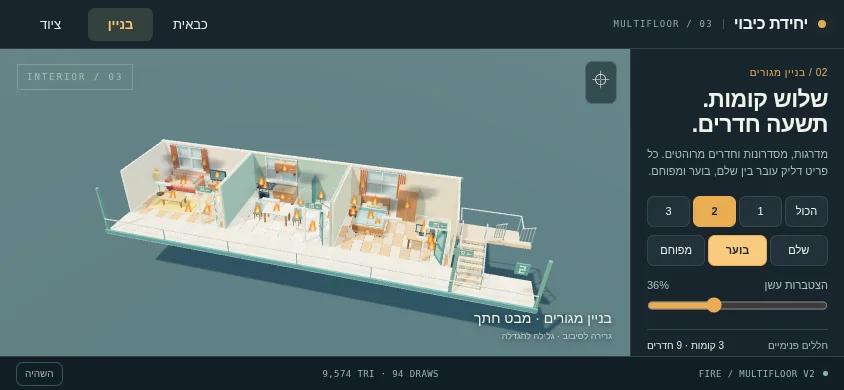 יחידת כיבוי | MULTIFLOOR / 03
כבאית
בניין
ציוד
INTERIOR / 03
02 / בניין מגורים
שלוש קומות.
תשעה חדרים.
מדרגות, מסדרונות וחדרים מרוהטים. כל
פריט דליק עובר בין שלם, בוער ומפוחם.
הכול
1
2
3
שלם
בוער
מפוחם
הצטברות עשן
36%
חללים פנימיים
3 קומות · 9 חדרים
בניין מגורים · מבט חתך
גרירה לסיבוב · גלילה להגדלה
FIRE / MULTIFLOOR V2
9,574 TRI · 94 DRAWS
השהיה